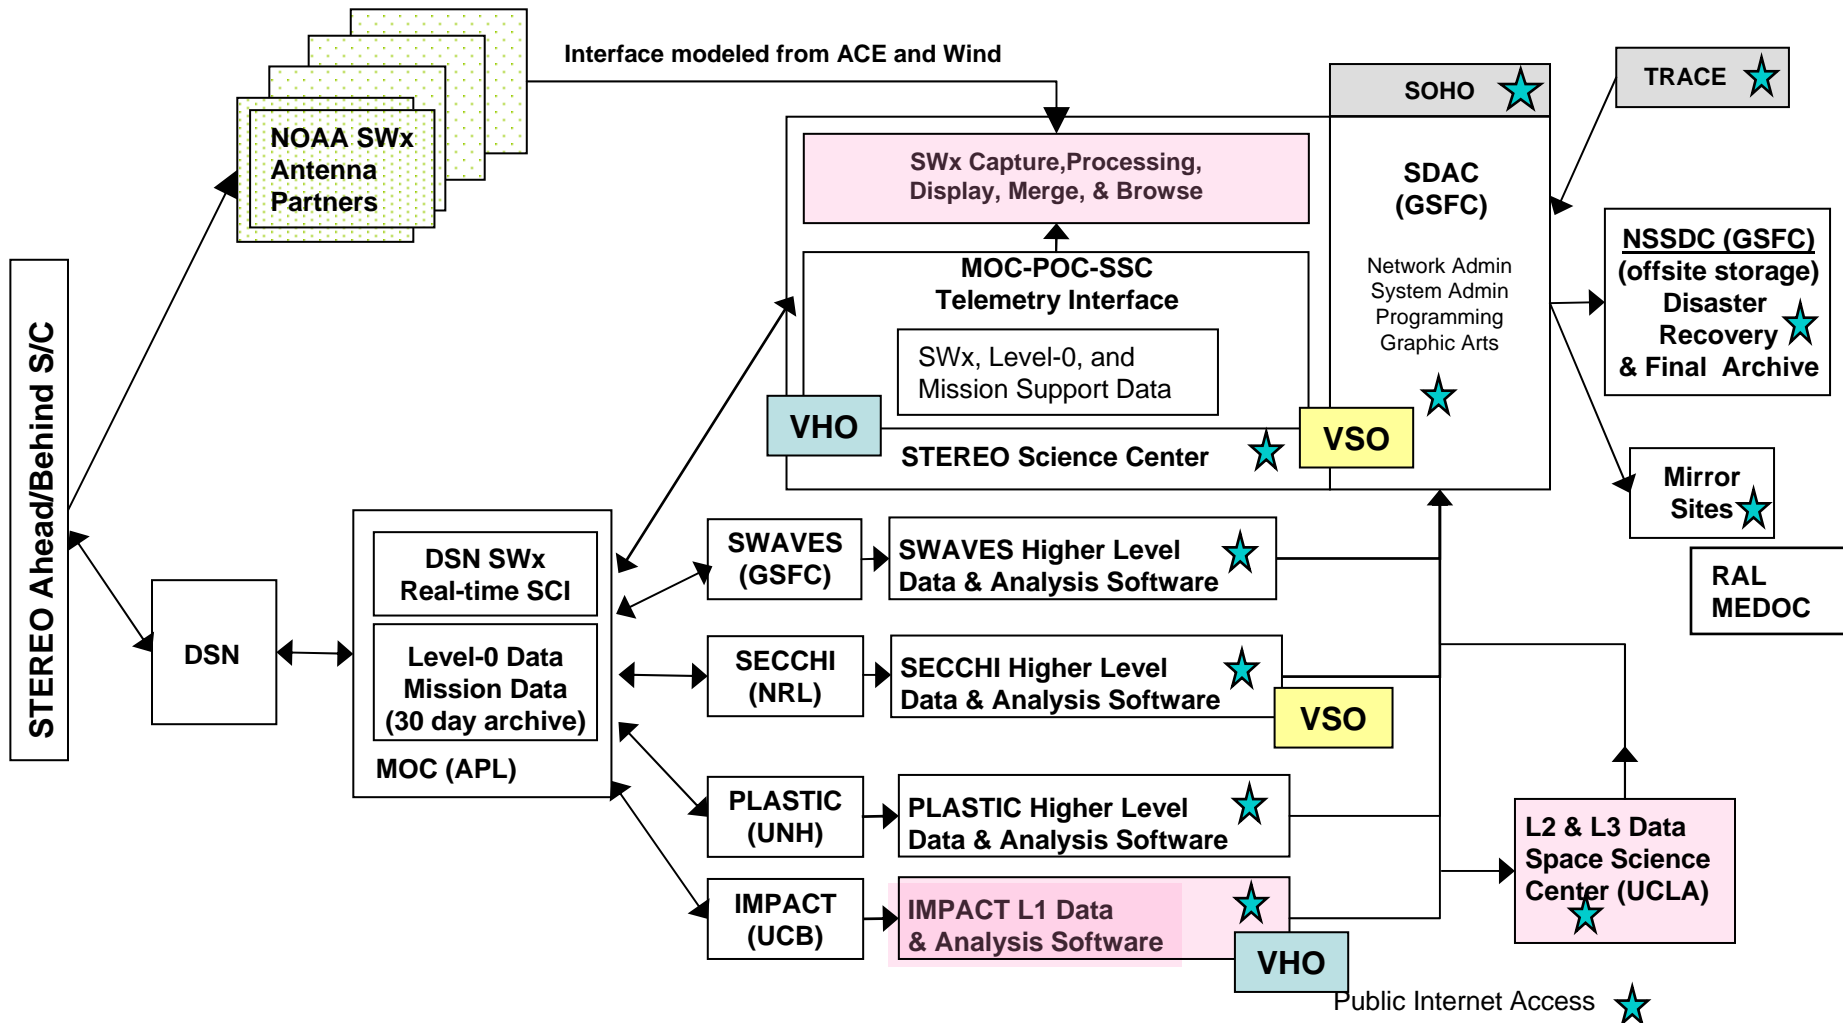 Interface modeled from ACE and Wind
NOAA SWx
Antenna
Partners
STEREO Ahead/Behind S/C
SWx Capture,Processing,
Display, Merge, & Browse
MOC-POC-SSC
Telemetry Interface
SWx, Level-0, and
Mission Support Data
VHO
STEREO Science Center
VSO
SOHO
SDAC
(GSFC)
Network Admin
System Admin
Programming
Graphic Arts
TRACE
NSSDC (GSFC)
(offsite storage)
Disaster
Recovery
& Final Archive
Mirror
Sites
RAL
MEDOC
DSN
DSN SWx
Real-time SCI
Level-0 Data
Mission Data
(30 day archive)
MOC (APL)
SWAVES
(GSFC)
SWAVES Higher Level
Data & Analysis Software
SECCHI
(NRL)
SECCHI Higher Level
Data & Analysis Software
VSO
PLASTIC
(UNH)
PLASTIC Higher Level
Data & Analysis Software
IMPACT
(UCB)
IMPACT L1 Data
& Analysis Software
VHO
L2 & L3 Data
Space Science
Center (UCLA)
Public Internet Access